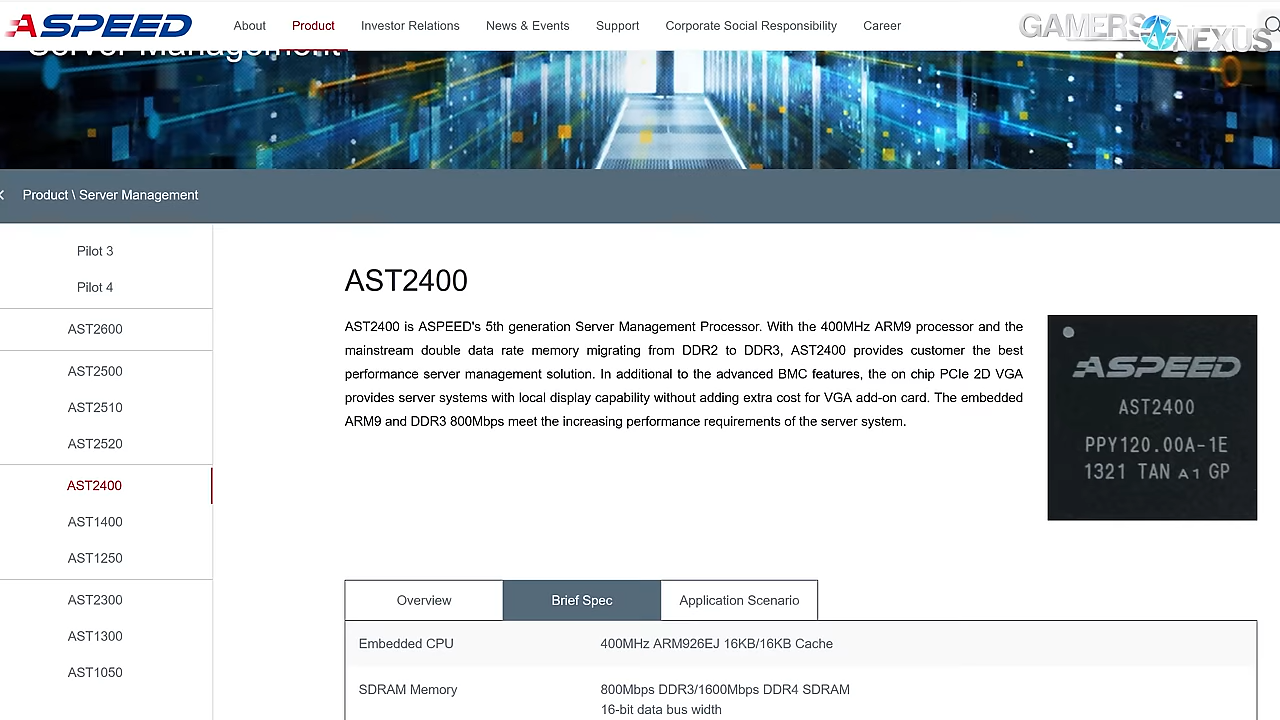 ASPEED
About Product Investor Relations News & Events Support Corporate Social Responsibility Career
GAMERS NEXUS
Server Management
Product \ Server Management
Pilot 3
Pilot 4
AST2600
AST2500
AST2510
AST2520
AST2400
AST1400
AST1250
AST2300
AST1300
AST1050
AST2400
AST2400 is ASPEED's 5th generation Server Management Processor. With the 400MHz ARM9 processor and the
mainstream double data rate memory migrating from DDR2 to DDR3, AST2400 provides customer the best
performance server management solution. In additional to the advanced BMC features, the on chip PCIe 2D VGA
provides server systems with local display capability without adding extra cost for VGA add-on card. The embedded
ARM9 and DDR3 800Mbps meet the increasing performance requirements of the server system.
ASPEED
AST2400
PPY120.00A-1E
1321 TAN A1 GP
Overview Brief Spec Application Scenario
Embedded CPU 400MHz ARM926EJ 16KB/16KB Cache
SDRAM Memory 800Mbps DDR3/1600Mbps DDR4 SDRAM
16-bit data bus width